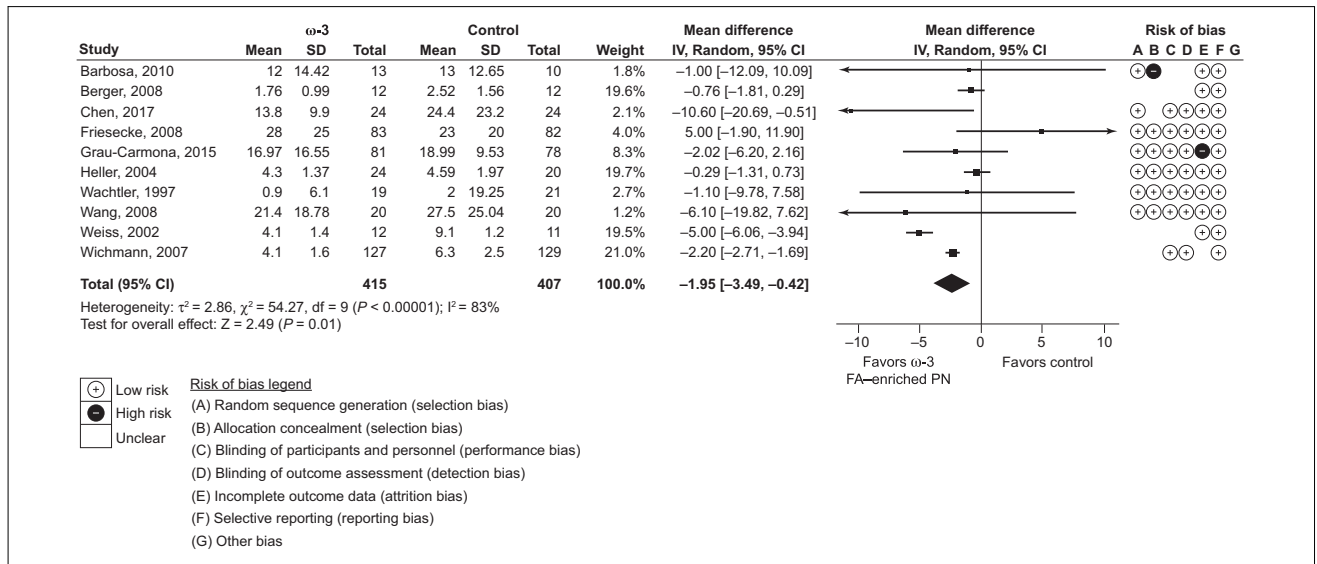 ω-3 Control Mean difference Mean difference Risk of bias
Study Mean SD Total Mean SD Total Weight IV, Random, 95% CI IV, Random, 95% CI A B C D E F G
Barbosa, 2010 12 14.42 13 13 12.65 10 1.8% −1.00 [−12.09, 10.09] + − + +
Berger, 2008 1.76 0.99 12 2.52 1.56 12 19.6% −0.76 [−1.81, 0.29] + +
Chen, 2017 13.8 9.9 24 24.4 23.2 24 2.1% −10.60 [−20.69, −0.51] + + + + +
Friesecke, 2008 28 25 83 23 20 82 4.0% 5.00 [−1.90, 11.90] + + + + + +
Grau-Carmona, 2015 16.97 16.55 81 18.99 9.53 78 8.3% −2.02 [−6.20, 2.16] + + + + − +
Heller, 2004 4.3 1.37 24 4.59 1.97 20 19.7% −0.29 [−1.31, 0.73] + + + + + +
Wachtler, 1997 0.9 6.1 19 2 19.25 21 2.7% −1.10 [−9.78, 7.58] + + + + + +
Wang, 2008 21.4 18.78 20 27.5 25.04 20 1.2% −6.10 [−19.82, 7.62] + + + + + +
Weiss, 2002 4.1 1.4 12 9.1 1.2 11 19.5% −5.00 [−6.06, −3.94] + +
Wichmann, 2007 4.1 1.6 127 6.3 2.5 129 21.0% −2.20 [−2.71, −1.69] + + +
Total (95% CI) 415 407 100.0% −1.95 [−3.49, −0.42]
Heterogeneity: τ² = 2.86, χ² = 54.27, df = 9 (P < 0.00001); I² = 83%
Test for overall effect: Z = 2.49 (P = 0.01)
−10 −5 0 5 10
Favors ω-3 Favors control
FA–enriched PN
Risk of bias legend
+ Low risk
− High risk
Unclear
(A) Random sequence generation (selection bias)
(B) Allocation concealment (selection bias)
(C) Blinding of participants and personnel (performance bias)
(D) Blinding of outcome assessment (detection bias)
(E) Incomplete outcome data (attrition bias)
(F) Selective reporting (reporting bias)
(G) Other bias